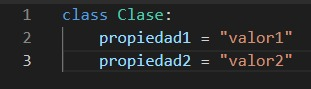 1 class Clase:
2     propiedad1 = "valor1"
3     propiedad2 = "valor2"